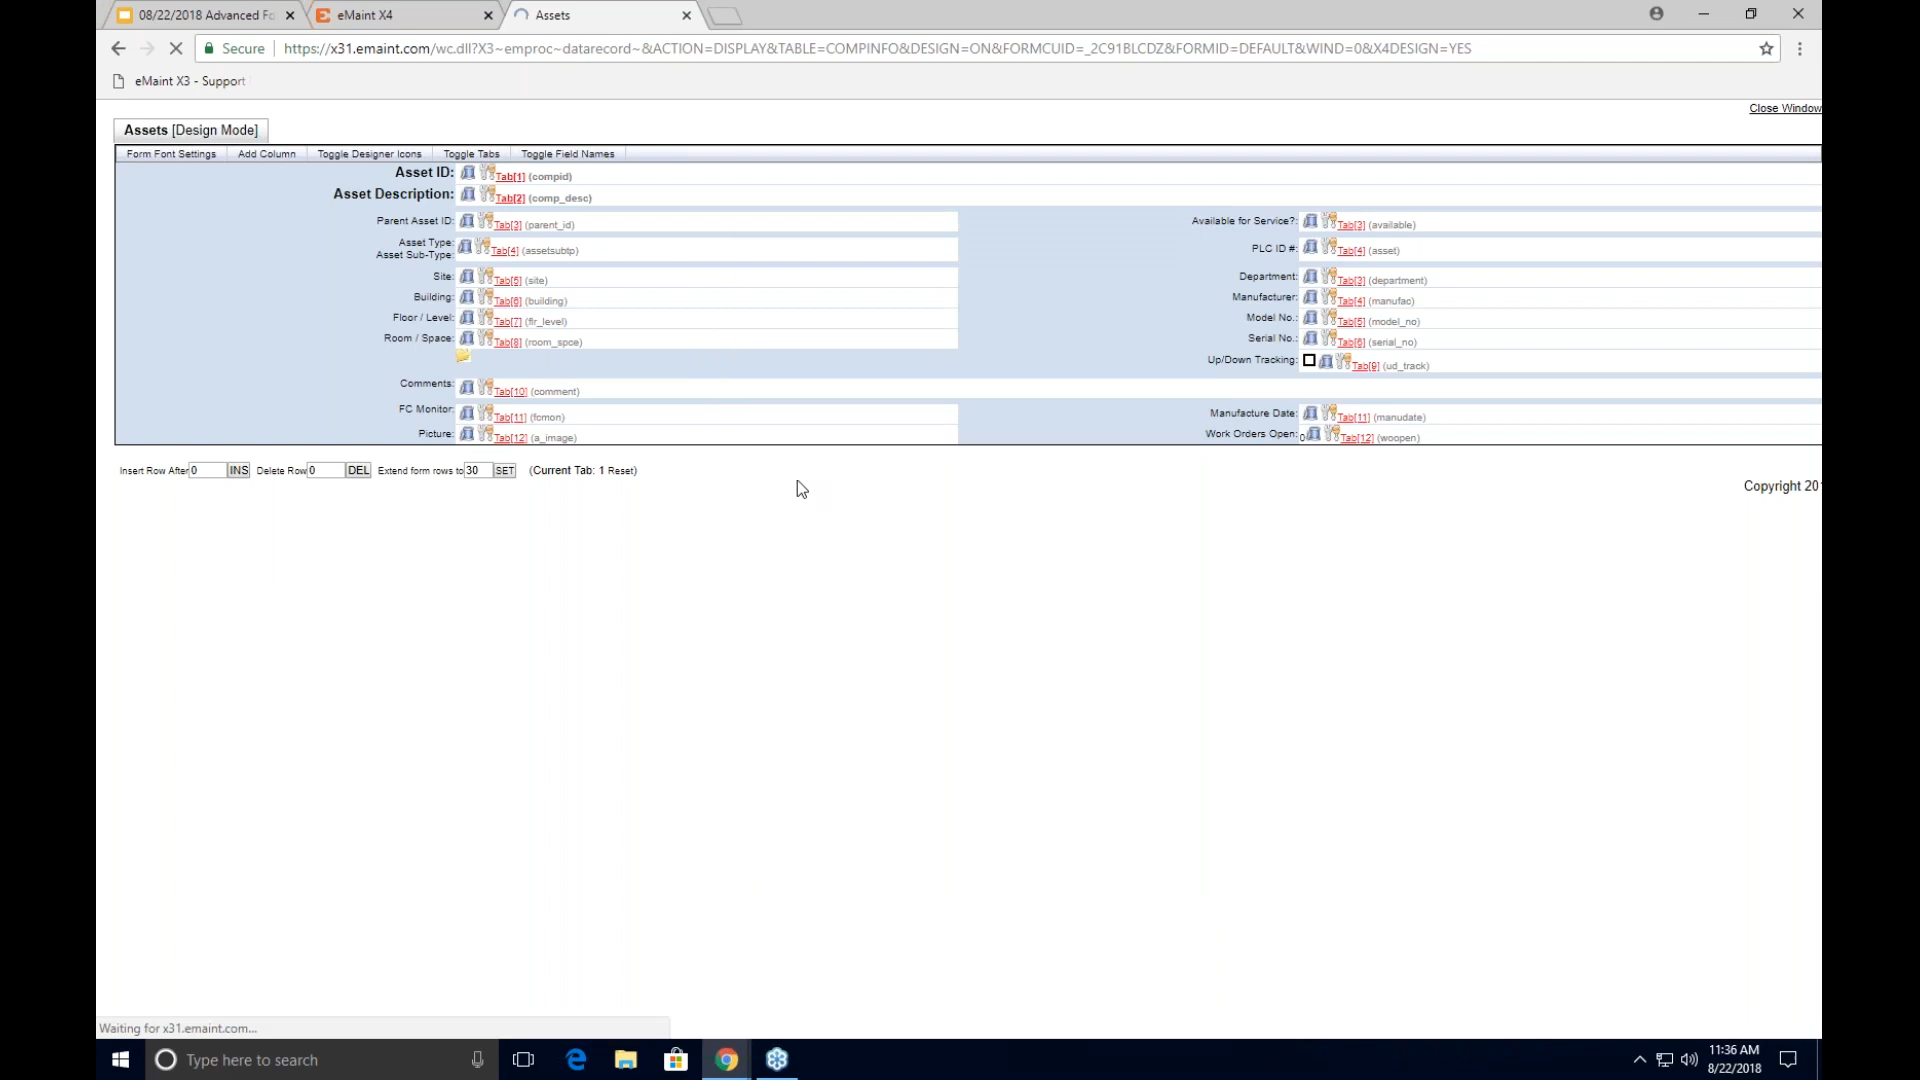 08/22/2018 Advanced Fo
eMaint X4
Assets
Secure
https://x31.emaint.com/wc.dll?X3~emproc~datarecord~&ACTION=DISPLAY&TABLE=COMPINFO&DESIGN=ON&FORMCUID=_2C91BLCDZ&FORMID=DEFAULT&WIND=0&X4DESIGN=YES
eMaint X3 - Support
Close Window
Assets [Design Mode]
Form Font Settings Add Column Toggle Designer Icons Toggle Tabs Toggle Field Names
Asset ID: Tab[1] (compid)
Asset Description: Tab[2] (comp_desc)
Parent Asset ID: Tab[3] (parent_id) Available for Service?: Tab[3] (available)
Asset Type:
Asset Sub-Type: Tab[4] (assetsubtp) PLC ID #: Tab[4] (asset)
Site: Tab[5] (site) Department: Tab[3] (department)
Building: Tab[6] (building) Manufacturer: Tab[4] (manufac)
Floor / Level: Tab[7] (flr_level) Model No.: Tab[5] (model_no)
Room / Space: Tab[8] (room_spce) Serial No.: Tab[6] (serial_no)
Up/Down Tracking: Tab[9] (ud_track)
Comments: Tab[10] (comment)
FC Monitor: Tab[11] (fcmon) Manufacture Date: Tab[11] (manudate)
Picture: Tab[12] (a_image) Work Orders Open: 0 Tab[12] (woopen)
Insert Row After 0 INS Delete Row 0 DEL Extend form rows to 30 SET (Current Tab: 1 Reset)
Copyright 20
Waiting for x31.emaint.com...
Type here to search
11:36 AM
8/22/2018